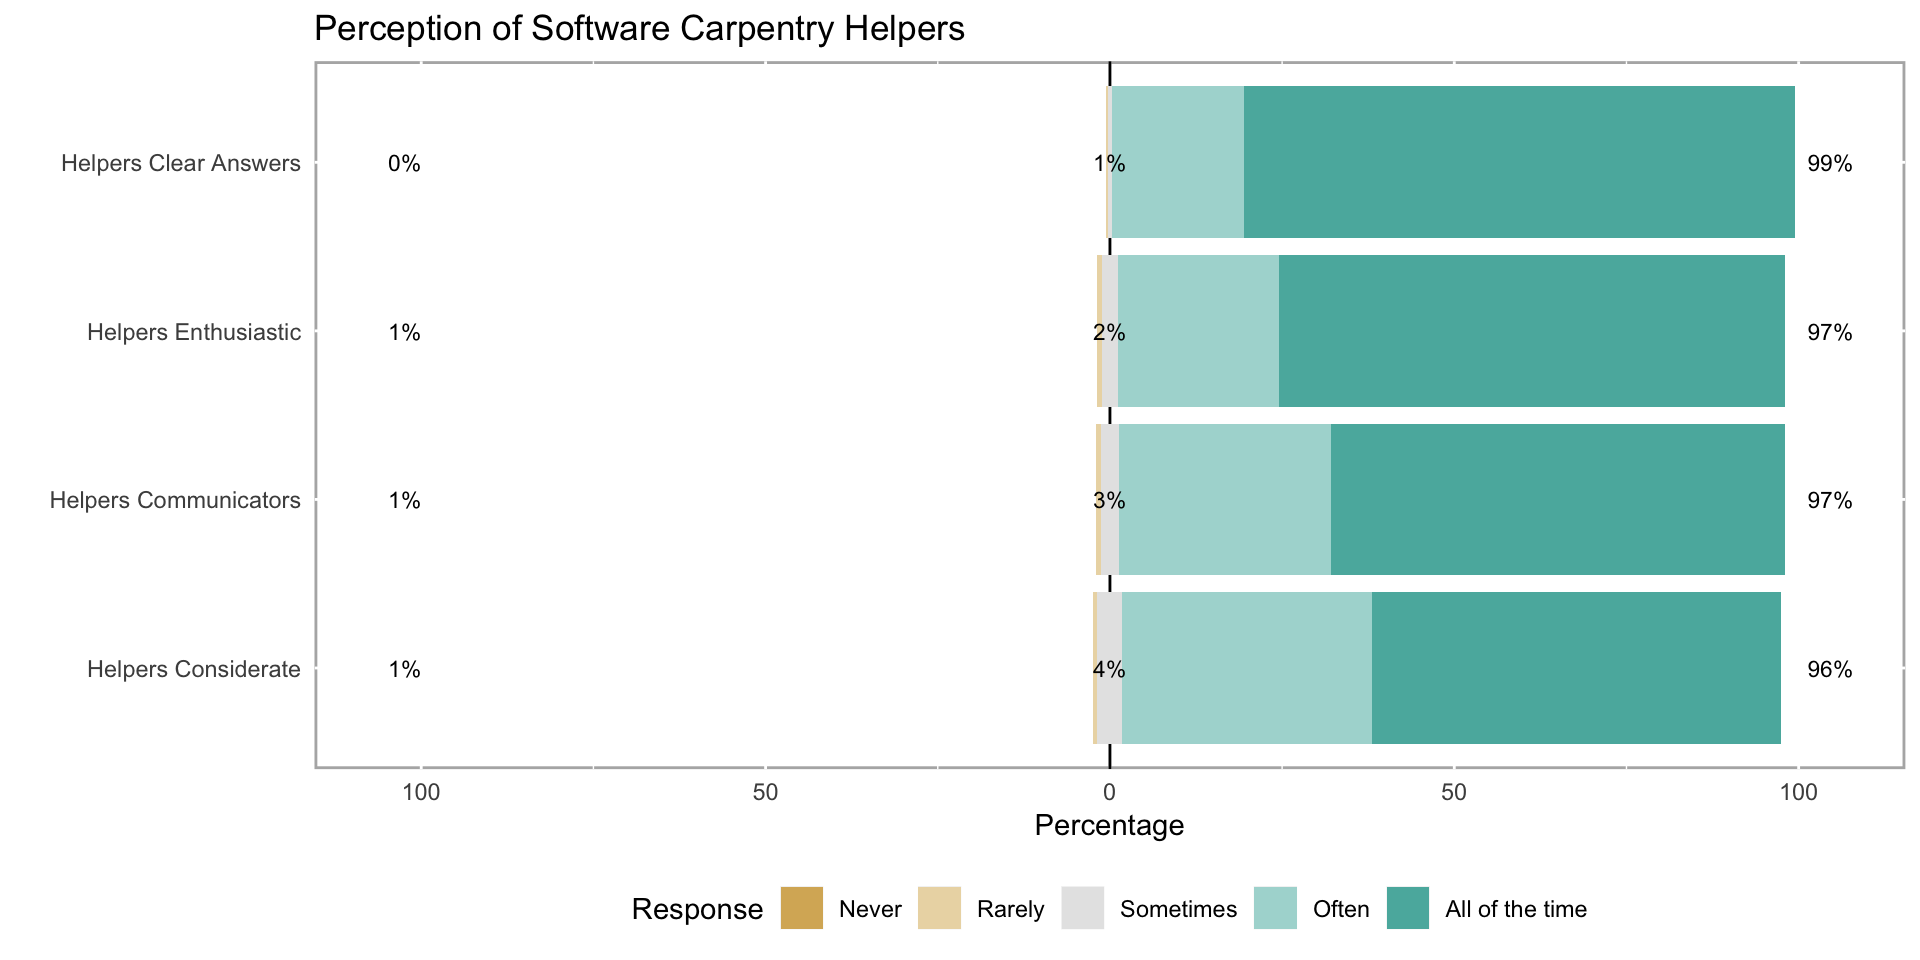 Perception of Software Carpentry Helpers
Helpers Clear Answers 0% 1% 99%
Helpers Enthusiastic 1% 2% 97%
Helpers Communicators 1% 3% 97%
Helpers Considerate 1% 4% 96%
100 50 0 50 100
Percentage
Response Never Rarely Sometimes Often All of the time